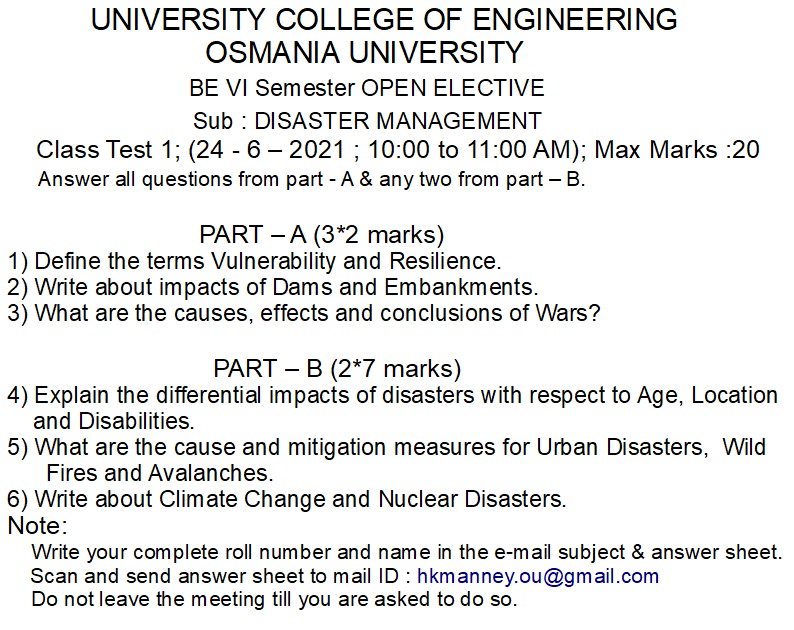 UNIVERSITY COLLEGE OF ENGINEERING
OSMANIA UNIVERSITY
BE VI Semester OPEN ELECTIVE
Sub : DISASTER MANAGEMENT
Class Test 1; (24 - 6 – 2021 ; 10:00 to 11:00 AM); Max Marks :20
Answer all questions from part - A & any two from part – B.
PART – A (3*2 marks)
1) Define the terms Vulnerability and Resilience.
2) Write about impacts of Dams and Embankments.
3) What are the causes, effects and conclusions of Wars?
PART – B (2*7 marks)
4) Explain the differential impacts of disasters with respect to Age, Location
and Disabilities.
5) What are the cause and mitigation measures for Urban Disasters, Wild
Fires and Avalanches.
6) Write about Climate Change and Nuclear Disasters.
Note:
Write your complete roll number and name in the e-mail subject & answer sheet.
Scan and send answer sheet to mail ID : hkmanney.ou@gmail.com
Do not leave the meeting till you are asked to do so.